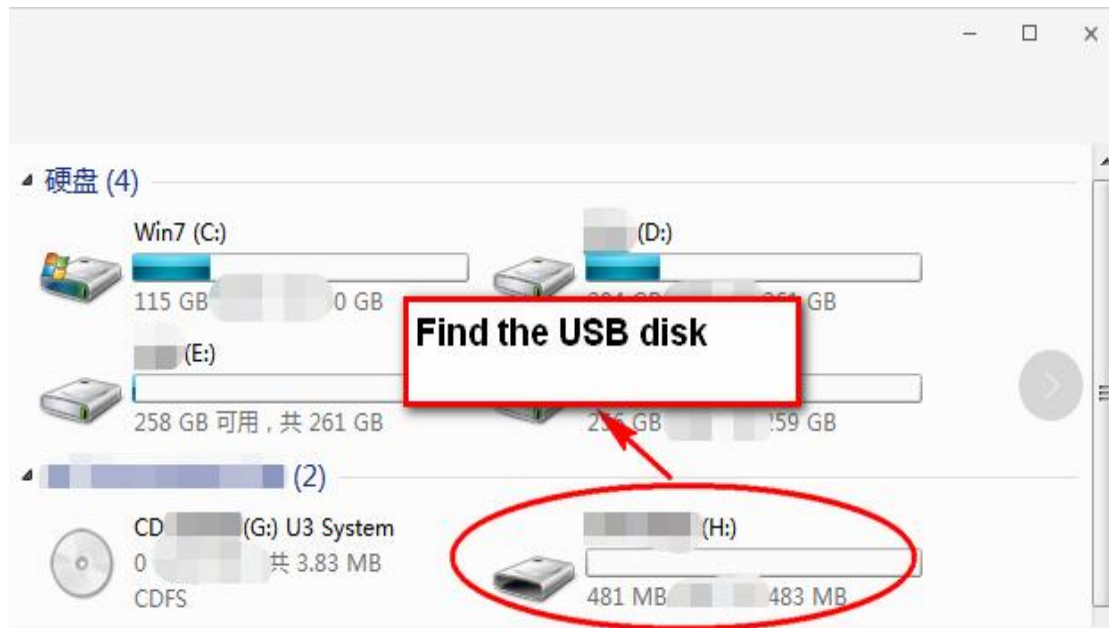 硬盘 (4)
Win7 (C:)
(D:)
115 GB 0 GB
GB
Find the USB disk
(E:)
258 GB 可用 , 共 261 GB
GB 59 GB
(2)
CD (G:) U3 System
0 共 3.83 MB
CDFS
(H:)
481 MB 483 MB